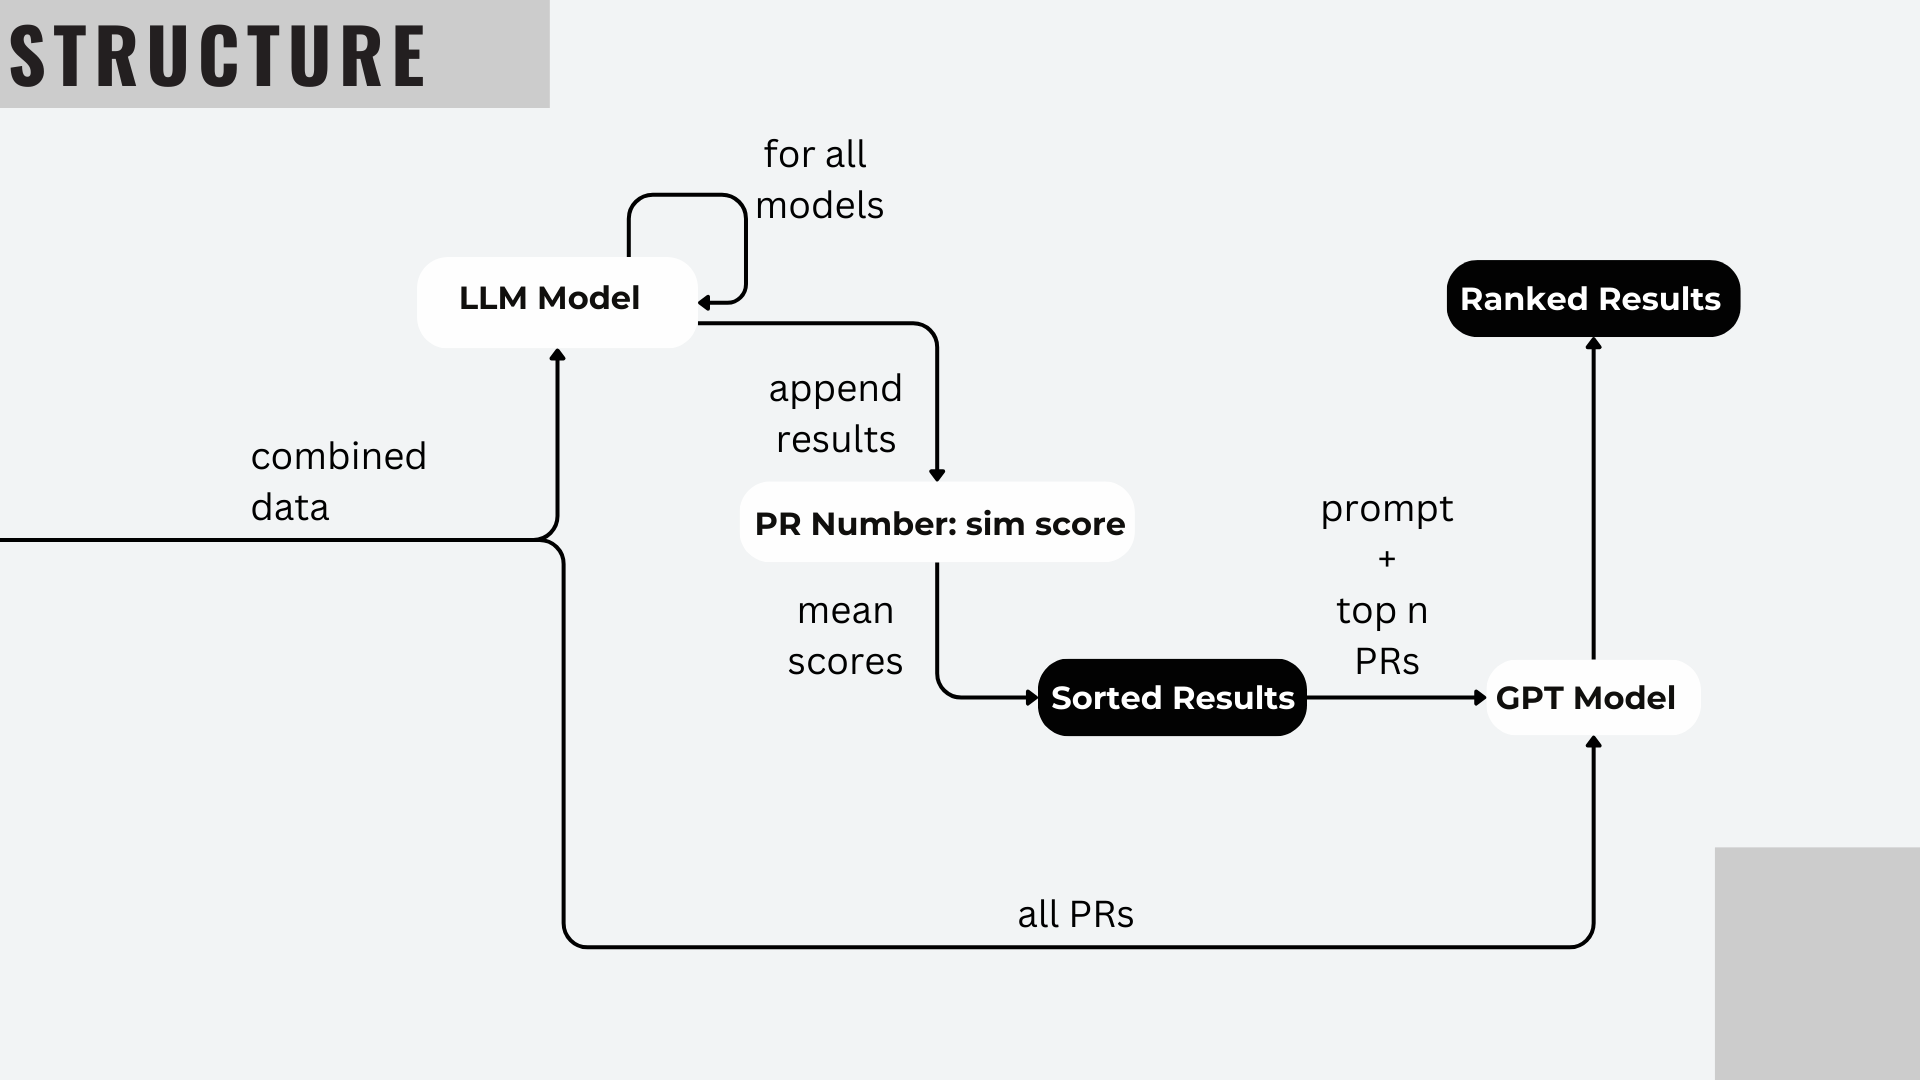 STRUCTURE
for all
models
LLM Model
Ranked Results
append
results
combined
data
PR Number: sim score
prompt
+
top n
PRs
mean
scores
Sorted Results
GPT Model
all PRs